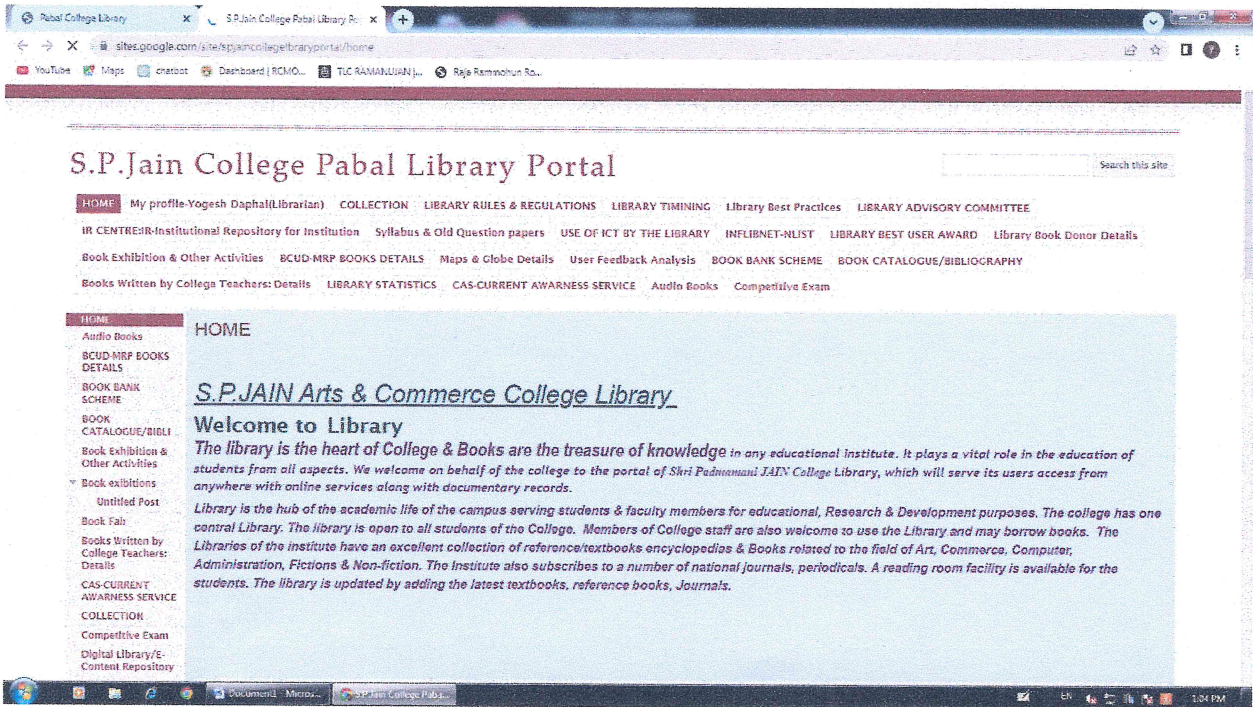 Pabal College Library
S.P.Jain College Pabal Library Po
sites.google.com/site/spjaincollegelbraryportal/home
YouTube Maps chatbot Dashboard | RCMO... TLC RAMANUJAN |... Raja Rammohun Ro...
S.P.Jain College Pabal Library Portal
Search this site
HOME My profile-Yogesh Daphal(Librarian) COLLECTION LIBRARY RULES & REGULATIONS LIBRARY TIMINING Library Best Practices LIBRARY ADVISORY COMMITTEE
IR CENTRE:IR-Institutional Repository for Institution Syllabus & Old Question papers USE OF ICT BY THE LIBRARY INFLIBNET-NLIST LIBRARY BEST USER AWARD Library Book Donor Details
Book Exhibition & Other Activities BCUD-MRP BOOKS DETAILS Maps & Globe Details User Feedback Analysis BOOK BANK SCHEME BOOK CATALOGUE/BIBLIOGRAPHY
Books Written by College Teachers: Details LIBRARY STATISTICS CAS-CURRENT AWARNESS SERVICE Audio Books Competitive Exam
HOME
Audio Books
BCUD-MRP BOOKS
DETAILS
BOOK BANK
SCHEME
BOOK
CATALOGUE/BIBLI
Book Exhibition &
Other Activities
Book exibitions
Untitled Post
Book Fair
Books Written by
College Teachers:
Details
CAS-CURRENT
AWARNESS SERVICE
COLLECTION
Competitive Exam
Digital Library/E-
Content Repository
HOME
S.P.JAIN Arts & Commerce College Library
Welcome to Library
The library is the heart of College & Books are the treasure of knowledge in any educational institute. It plays a vital role in the education of
students from all aspects. We welcome on behalf of the college to the portal of Shri Padmamani JAIN College Library, which will serve its users access from
anywhere with online services along with documentary records.
Library is the hub of the academic life of the campus serving students & faculty members for educational, Research & Development purposes. The college has one
central Library. The library is open to all students of the College. Members of College staff are also welcome to use the Library and may borrow books. The
Libraries of the institute have an excellent collection of reference/textbooks encyclopedias & Books related to the field of Art, Commerce, Computer,
Administration, Fictions & Non-fiction. The Institute also subscribes to a number of national journals, periodicals. A reading room facility is available for the
students. The library is updated by adding the latest textbooks, reference books, Journals.
Document1 Micros... S.P.Jain College Paba... EN 1:04 PM